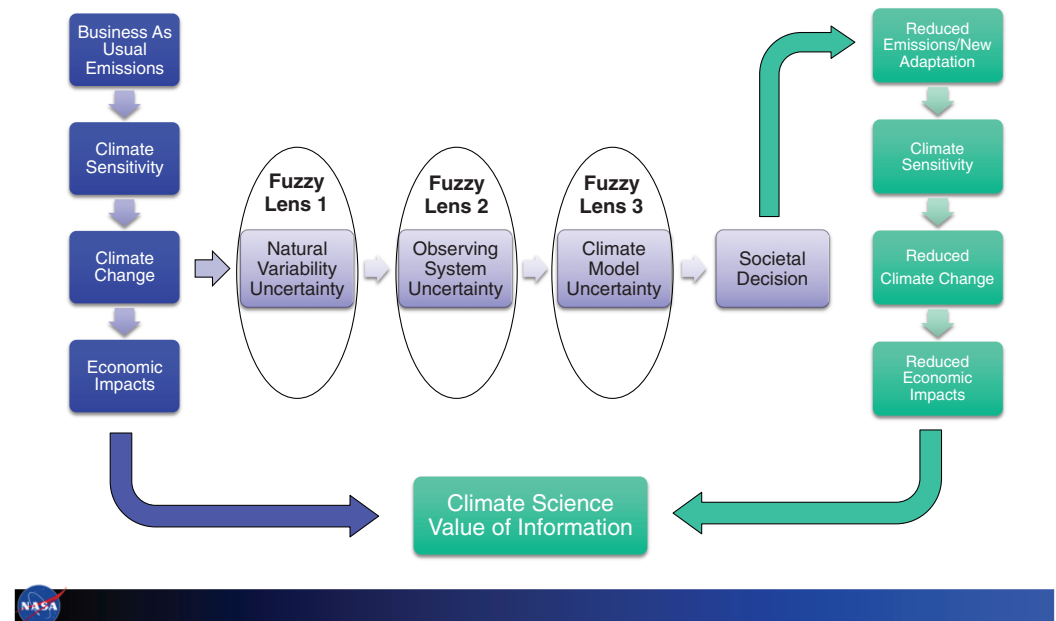 Business As
Usual
Emissions
Climate
Sensitivity
Climate
Change
Economic
Impacts
Fuzzy
Lens 1
Natural
Variability
Uncertainty
Fuzzy
Lens 2
Observing
System
Uncertainty
Fuzzy
Lens 3
Climate
Model
Uncertainty
Societal
Decision
Reduced
Emissions/New
Adaptation
Climate
Sensitivity
Reduced
Climate Change
Reduced
Economic
Impacts
Climate Science
Value of Information
NASA